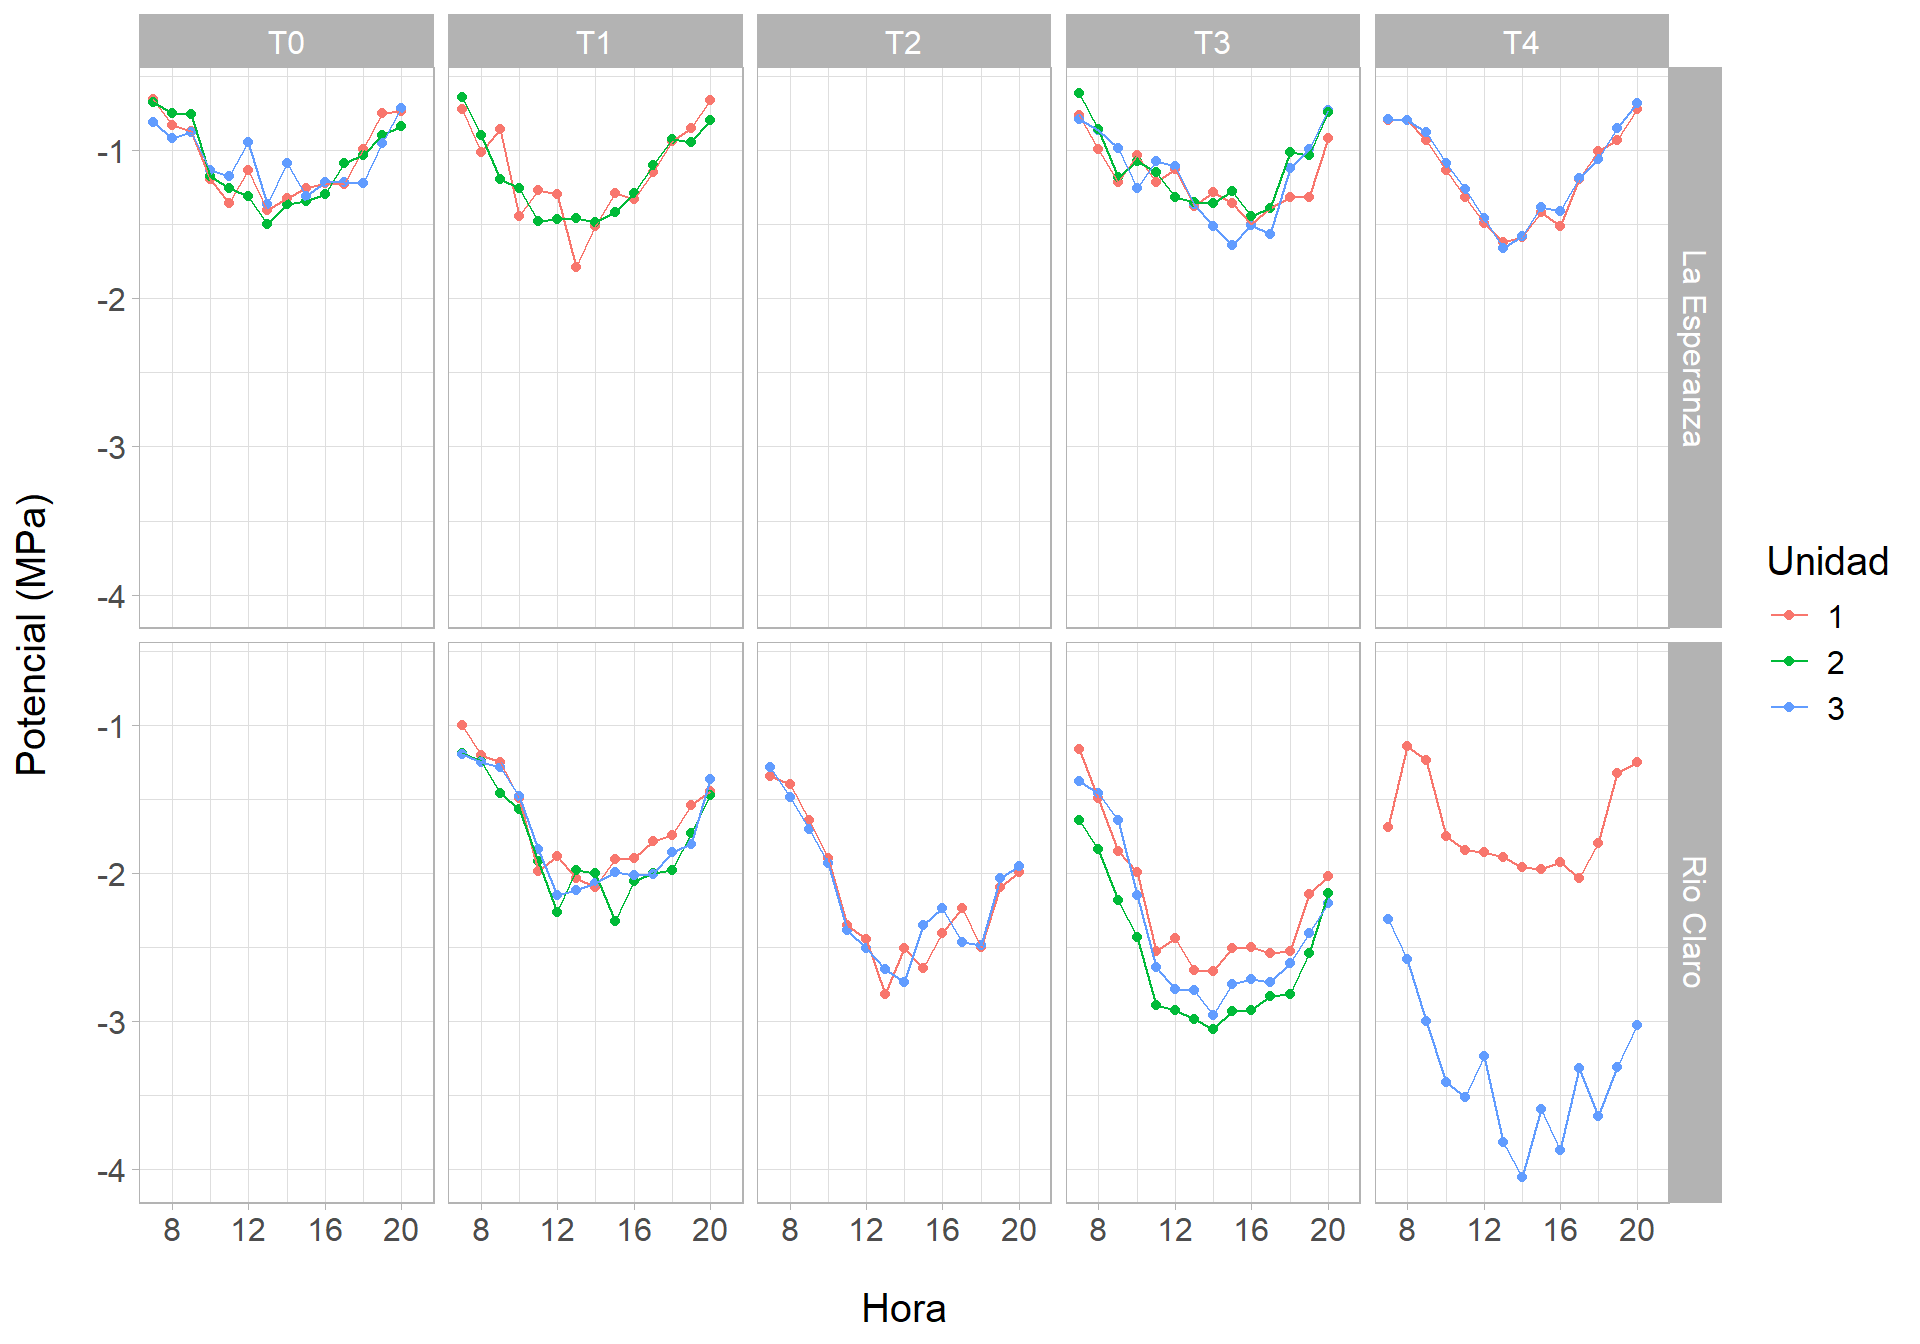 T0 T1 T2 T3 T4
-1
-2
-3
-4
La Esperanza
-1
-2
-3
-4
Rio Claro
8 12 16 20 8 12 16 20 8 12 16 20 8 12 16 20 8 12 16 20
Hora
Potencial (MPa)
Unidad
1
2
3